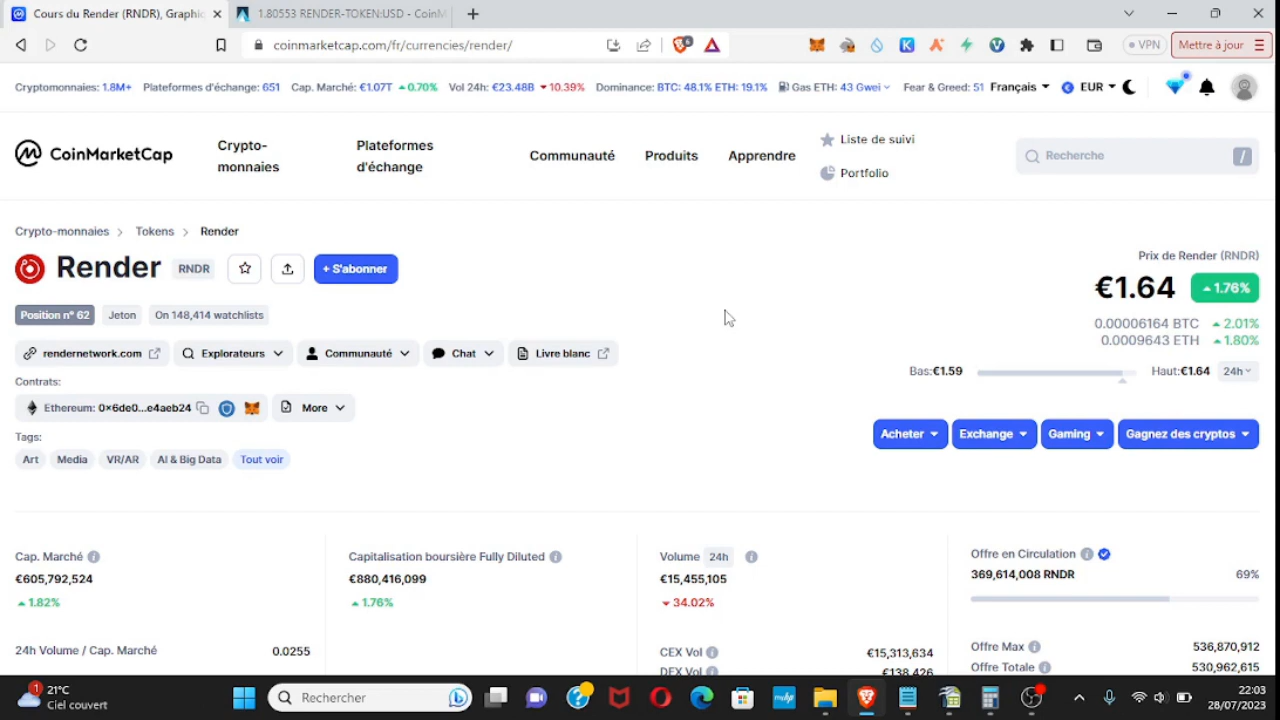 Cours du Render (RNDR), Graphic
1.80553 RENDER-TOKEN:USD - CoinM
coinmarketcap.com/fr/currencies/render/
6
VPN
Mettre à jour
Cryptomonnaies: 1.8M+ Plateformes d'échange: 651 Cap. Marché: €1.07T 0.70% Vol 24h: €23.48B 10.39% Dominance: BTC: 48.1% ETH: 19.1% Gas ETH: 43 Gwei Fear & Greed: 51 Français EUR
CoinMarketCap
Crypto-
monnaies
Plateformes
d'échange
Communauté
Produits
Apprendre
Liste de suivi
Portfolio
Recherche
/
Crypto-monnaies > Tokens > Render
Render RNDR + S'abonner
Position n° 62 Jeton On 148,414 watchlists
rendernetwork.com Explorateurs Communauté Chat Livre blanc
Contrats:
Ethereum: 0x6de0...e4aeb24 More
Tags:
Art Media VR/AR AI & Big Data Tout voir
Prix de Render (RNDR)
€1.64 1.76%
0.00006164 BTC 2.01%
0.0009643 ETH 1.80%
Bas:€1.59 Haut:€1.64 24h
Acheter Exchange Gaming Gagnez des cryptos
Cap. Marché
€605,792,524
1.82%
24h Volume / Cap. Marché 0.0255
Capitalisation boursière Fully Diluted
€880,416,099
1.76%
Volume 24h
€15,455,105
34.02%
CEX Vol €15,313,634
DEX Vol €138,426
Offre en Circulation
369,614,008 RNDR 69%
Offre Max 536,870,912
Offre Totale 530,962,615
1
21°C
Ciel couvert
Rechercher
22:03
28/07/2023